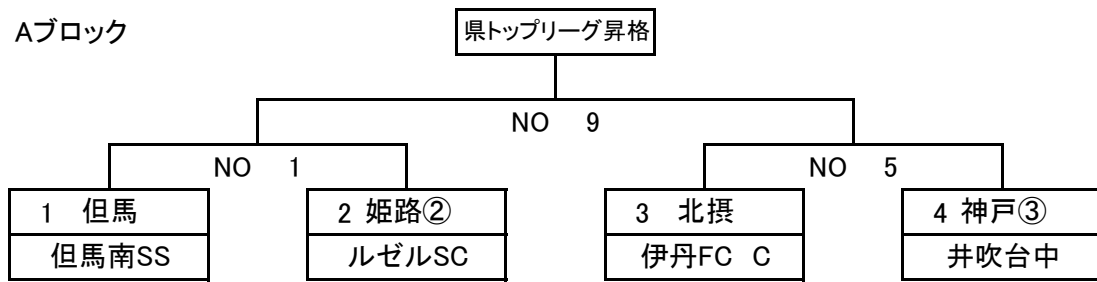 Aブロック
県トップリーグ昇格
NO 9
NO 1
NO 5
1 但馬
2 姫路②
3 北摂
4 神戸③
但馬南SS
ルゼルSC
伊丹FC C
井吹台中